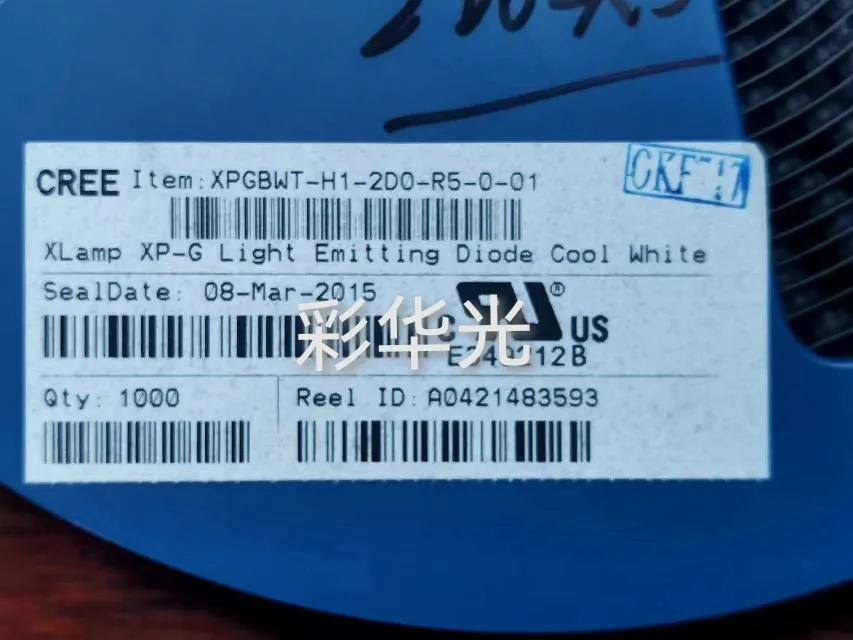 CREE Item: XPGBWT-H1-2D0-R5-0-01
XLamp XP-G Light Emitting Diode Cool White
SealDate: 08-Mar-2015
彩华光
® US
Qty: 1000
Reel ID: A0421483593